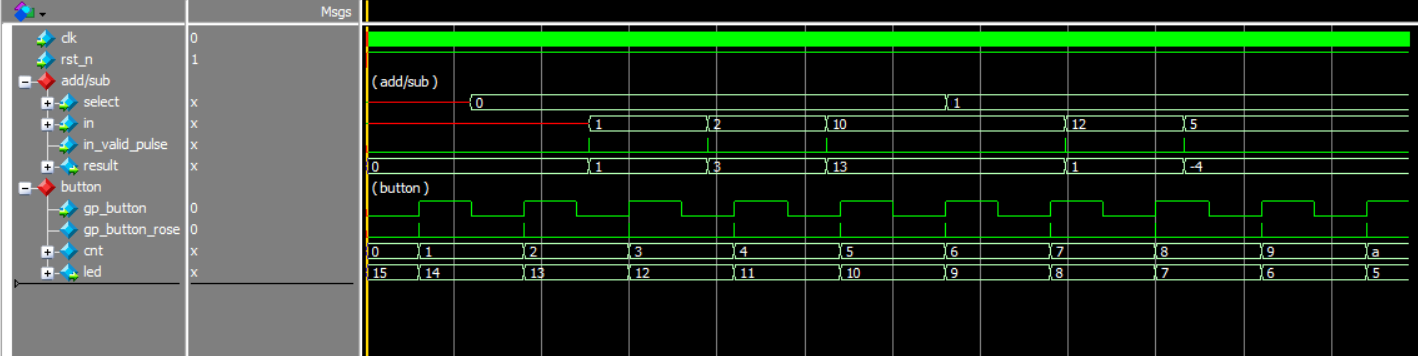 Msgs
clk 0
rst_n 1
add/sub ( add/sub )
select x 0 1
in x 1 2 10 12 5
in_valid_pulse x
result x 0 1 3 13 1 -4
button ( button )
gp_button 0
gp_button_rose 0
cnt x 0 1 2 3 4 5 6 7 8 9 a
led x 15 14 13 12 11 10 9 8 7 6 5